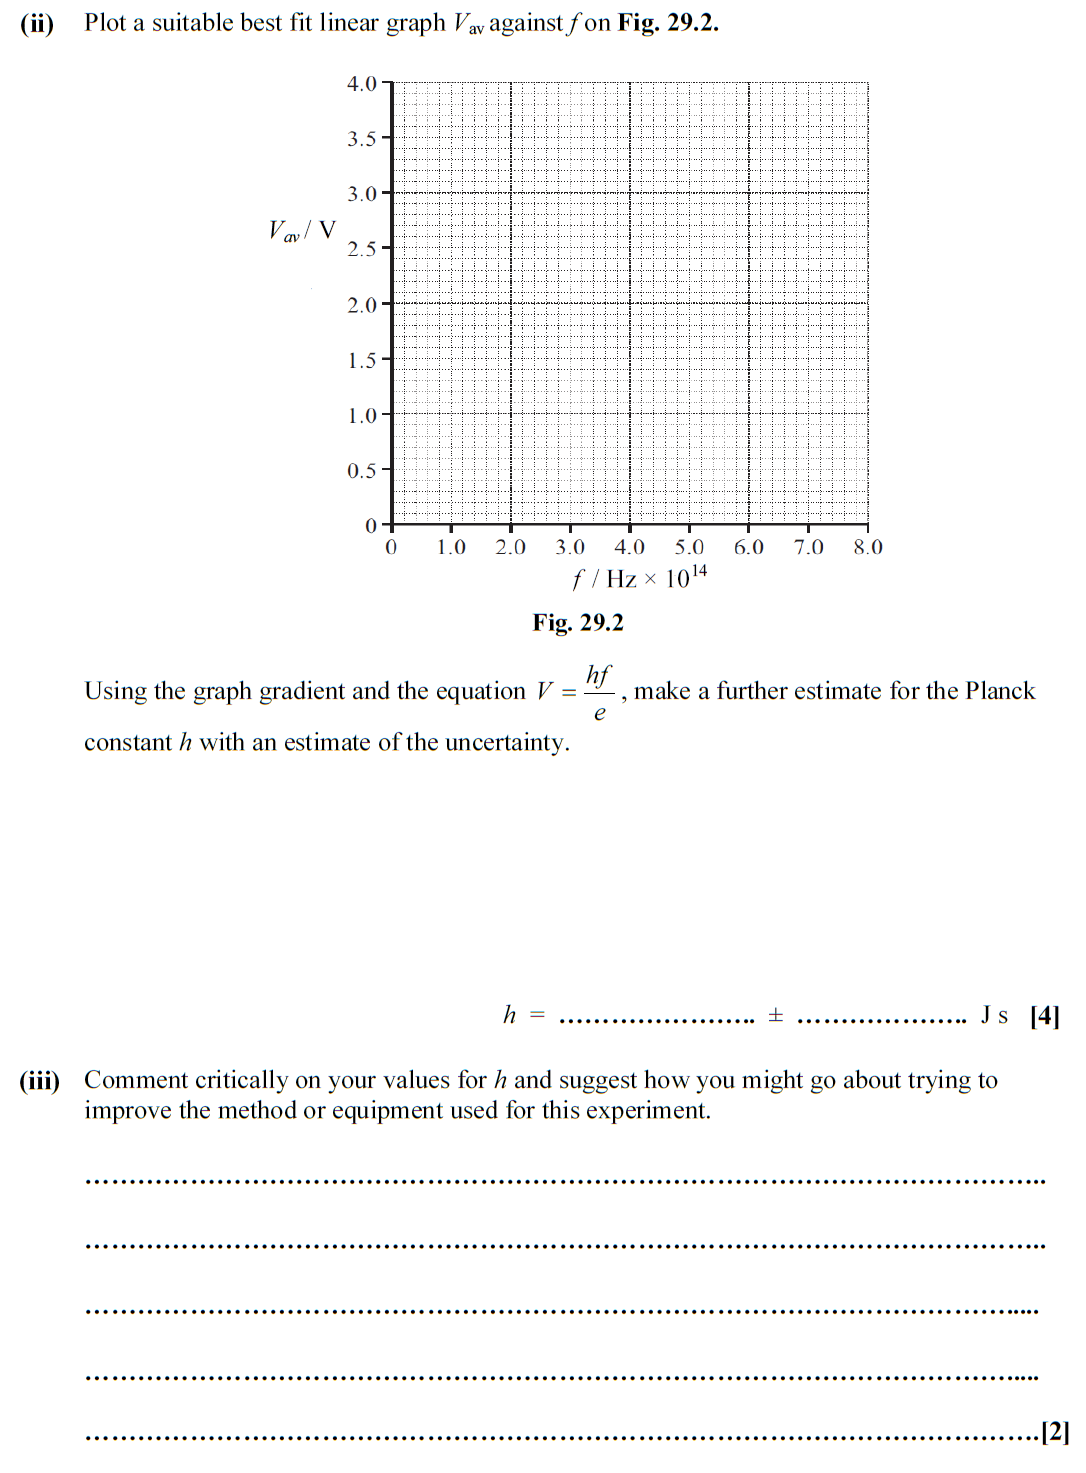 (ii) Plot a suitable best fit linear graph Vav against f on Fig. 29.2.
4.0
3.5
3.0
Vav / V
2.5
2.0
1.5
1.0
0.5
0
0 1.0 2.0 3.0 4.0 5.0 6.0 7.0 8.0
f / Hz × 10¹⁴
Fig. 29.2
Using the graph gradient and the equation V = hf/e , make a further estimate for the Planck
constant h with an estimate of the uncertainty.
h = ........................ ± ..................... J s [4]
(iii) Comment critically on your values for h and suggest how you might go about trying to
improve the method or equipment used for this experiment.
[2]